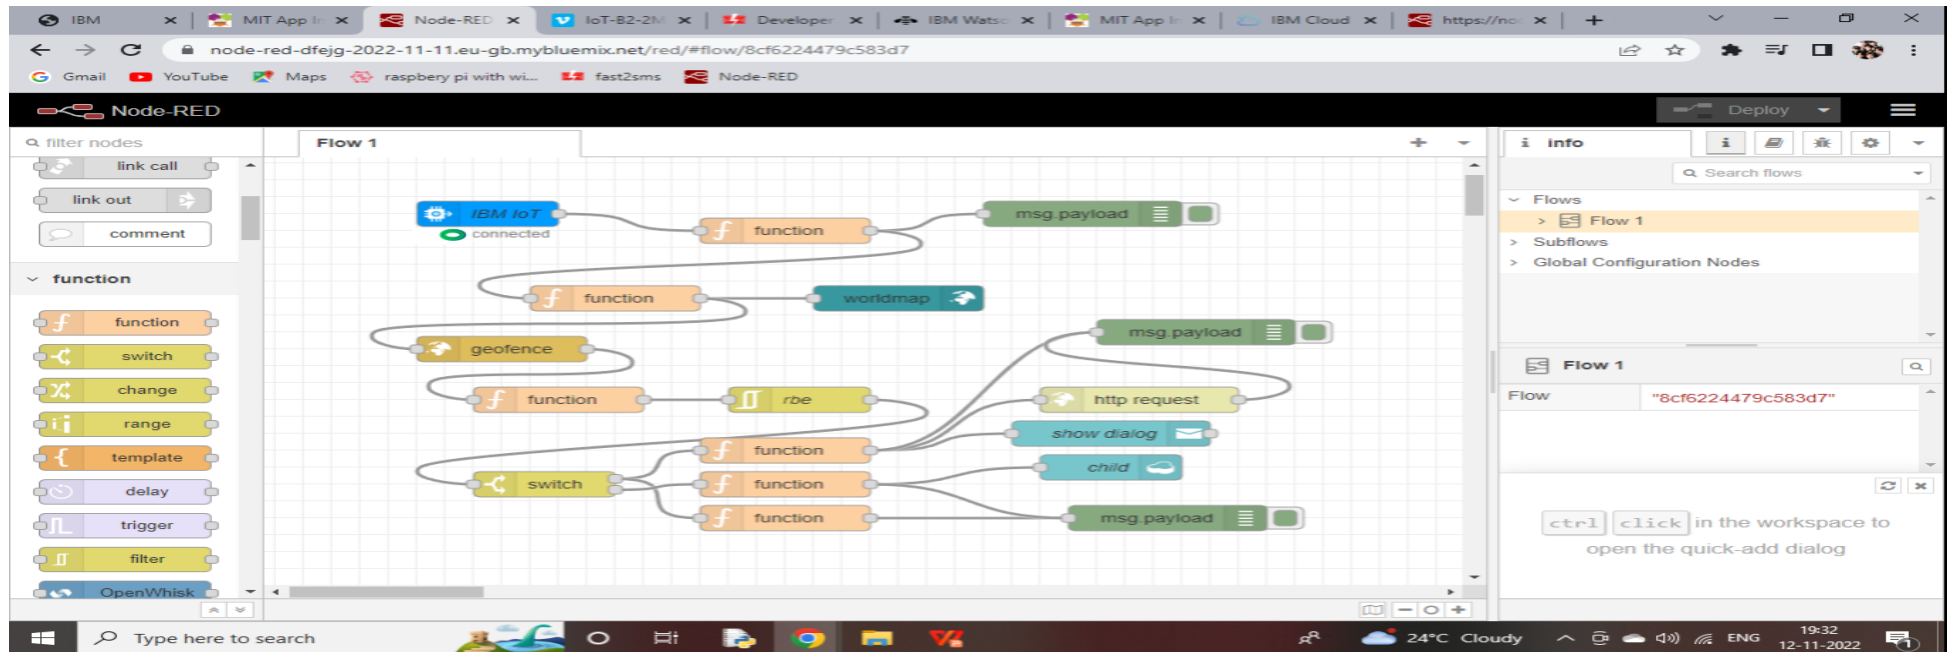 IBM
MIT App In
Node-RED
IoT-B2-2M
Developer
IBM Watso
MIT App In
IBM Cloud
https://no
node-red-dfejg-2022-11-11.eu-gb.mybluemix.net/red/#flow/8cf6224479c583d7
Gmail YouTube Maps raspbery pi with wi... fast2sms Node-RED
Node-RED Deploy
filter nodes
Flow 1
i info
link call
Search flows
link out
IBM IoT
msg.payload
Flows
function
Flow 1
comment
connected
Subflows
Global Configuration Nodes
function
function
worldmap
function
msg.payload
switch
geofence
Flow 1
change
function
rbe
http request
Flow "8cf6224479c583d7"
range
show dialog
template
function
child
delay
switch
function
trigger
function
msg.payload
ctrl click in the workspace to
open the quick-add dialog
filter
OpenWhisk
Type here to search
24°C Cloudy
ENG
19:32
12-11-2022